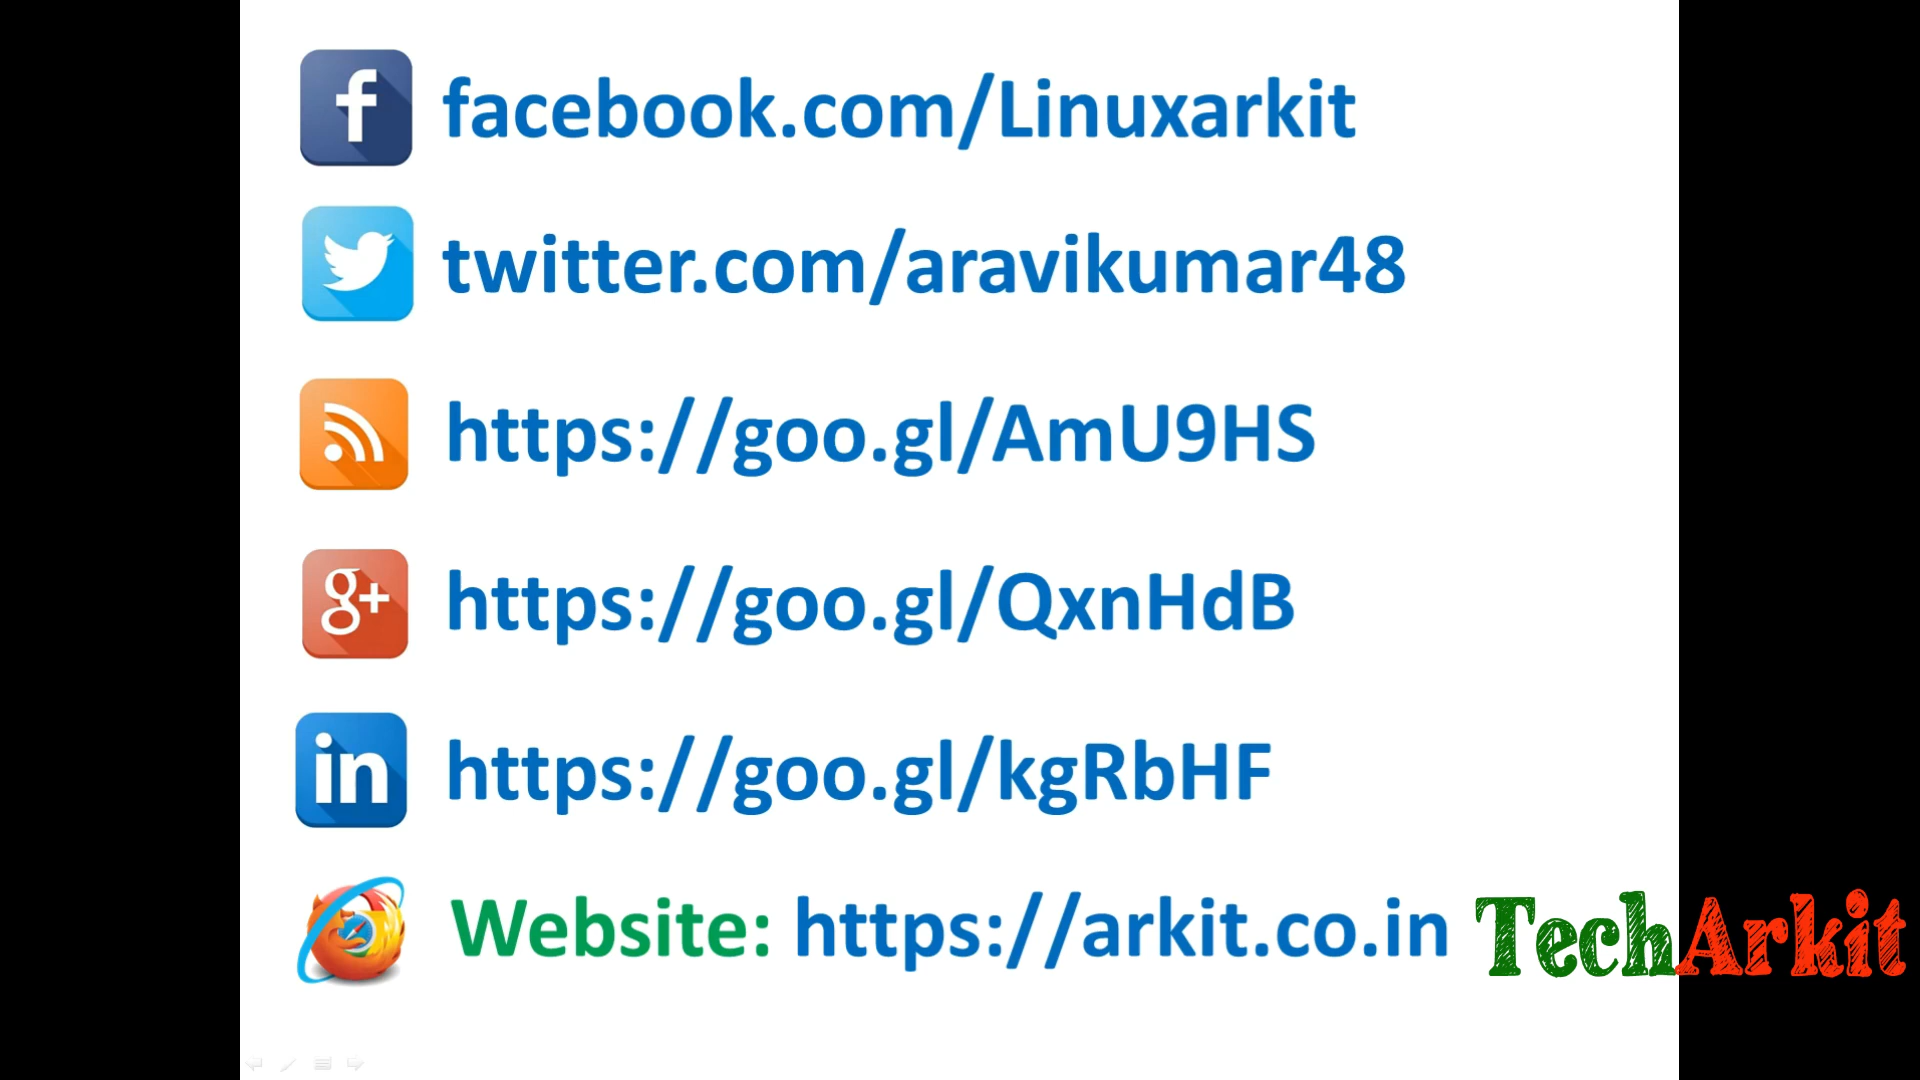 facebook.com/Linuxarkit
twitter.com/aravikumar48
https://goo.gl/AmU9HS
https://goo.gl/QxnHdB
https://goo.gl/kgRbHF
Website: https://arkit.co.in
TechArkit